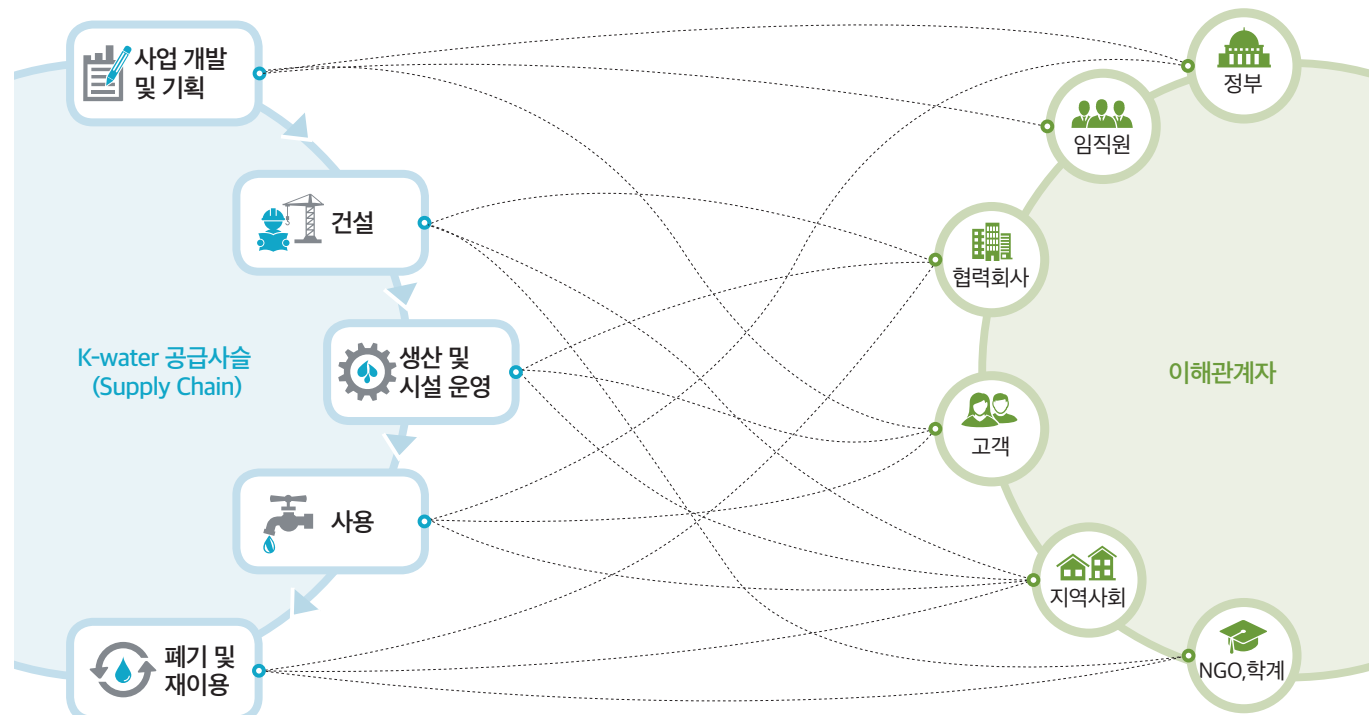 사업 개발
및 기획
건설
K-water 공급사슬
(Supply Chain)
생산 및
시설 운영
사용
폐기 및
재이용
정부
임직원
협력회사
고객
이해관계자
지역사회
NGO,학계